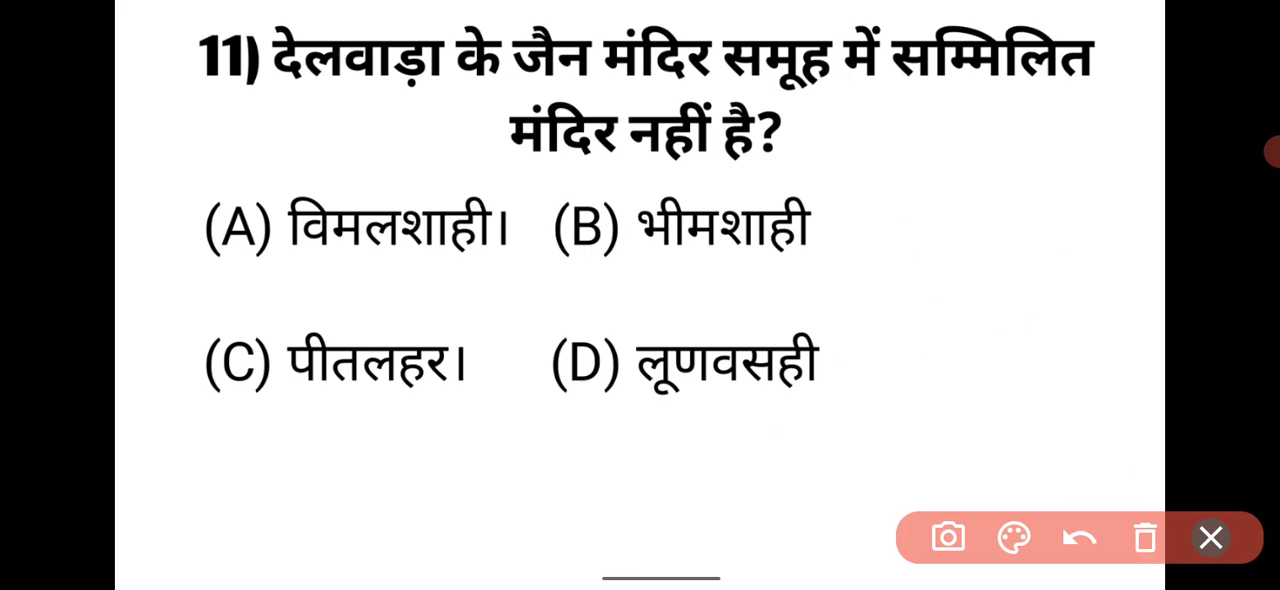 11) देलवाड़ा के जैन मंदिर समूह में सम्मिलित
मंदिर नहीं है?
(A) विमलशाही। (B) भीमशाही
(C) पीतलहर। (D) लूणवसही